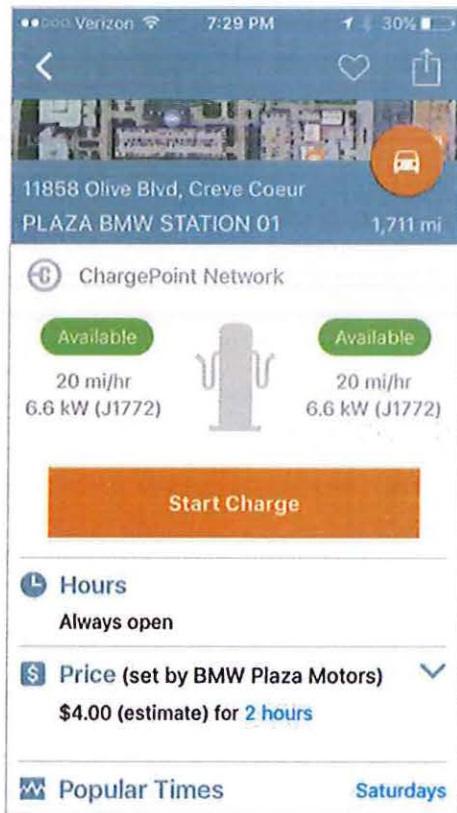 Verizon 7:29 PM 30%
11858 Olive Blvd, Creve Coeur
PLAZA BMW STATION 01 1,711 mi
ChargePoint Network
Available Available
20 mi/hr 20 mi/hr
6.6 kW (J1772) 6.6 kW (J1772)
Start Charge
Hours
Always open
$ Price (set by BMW Plaza Motors)
$4.00 (estimate) for 2 hours
Popular Times Saturdays